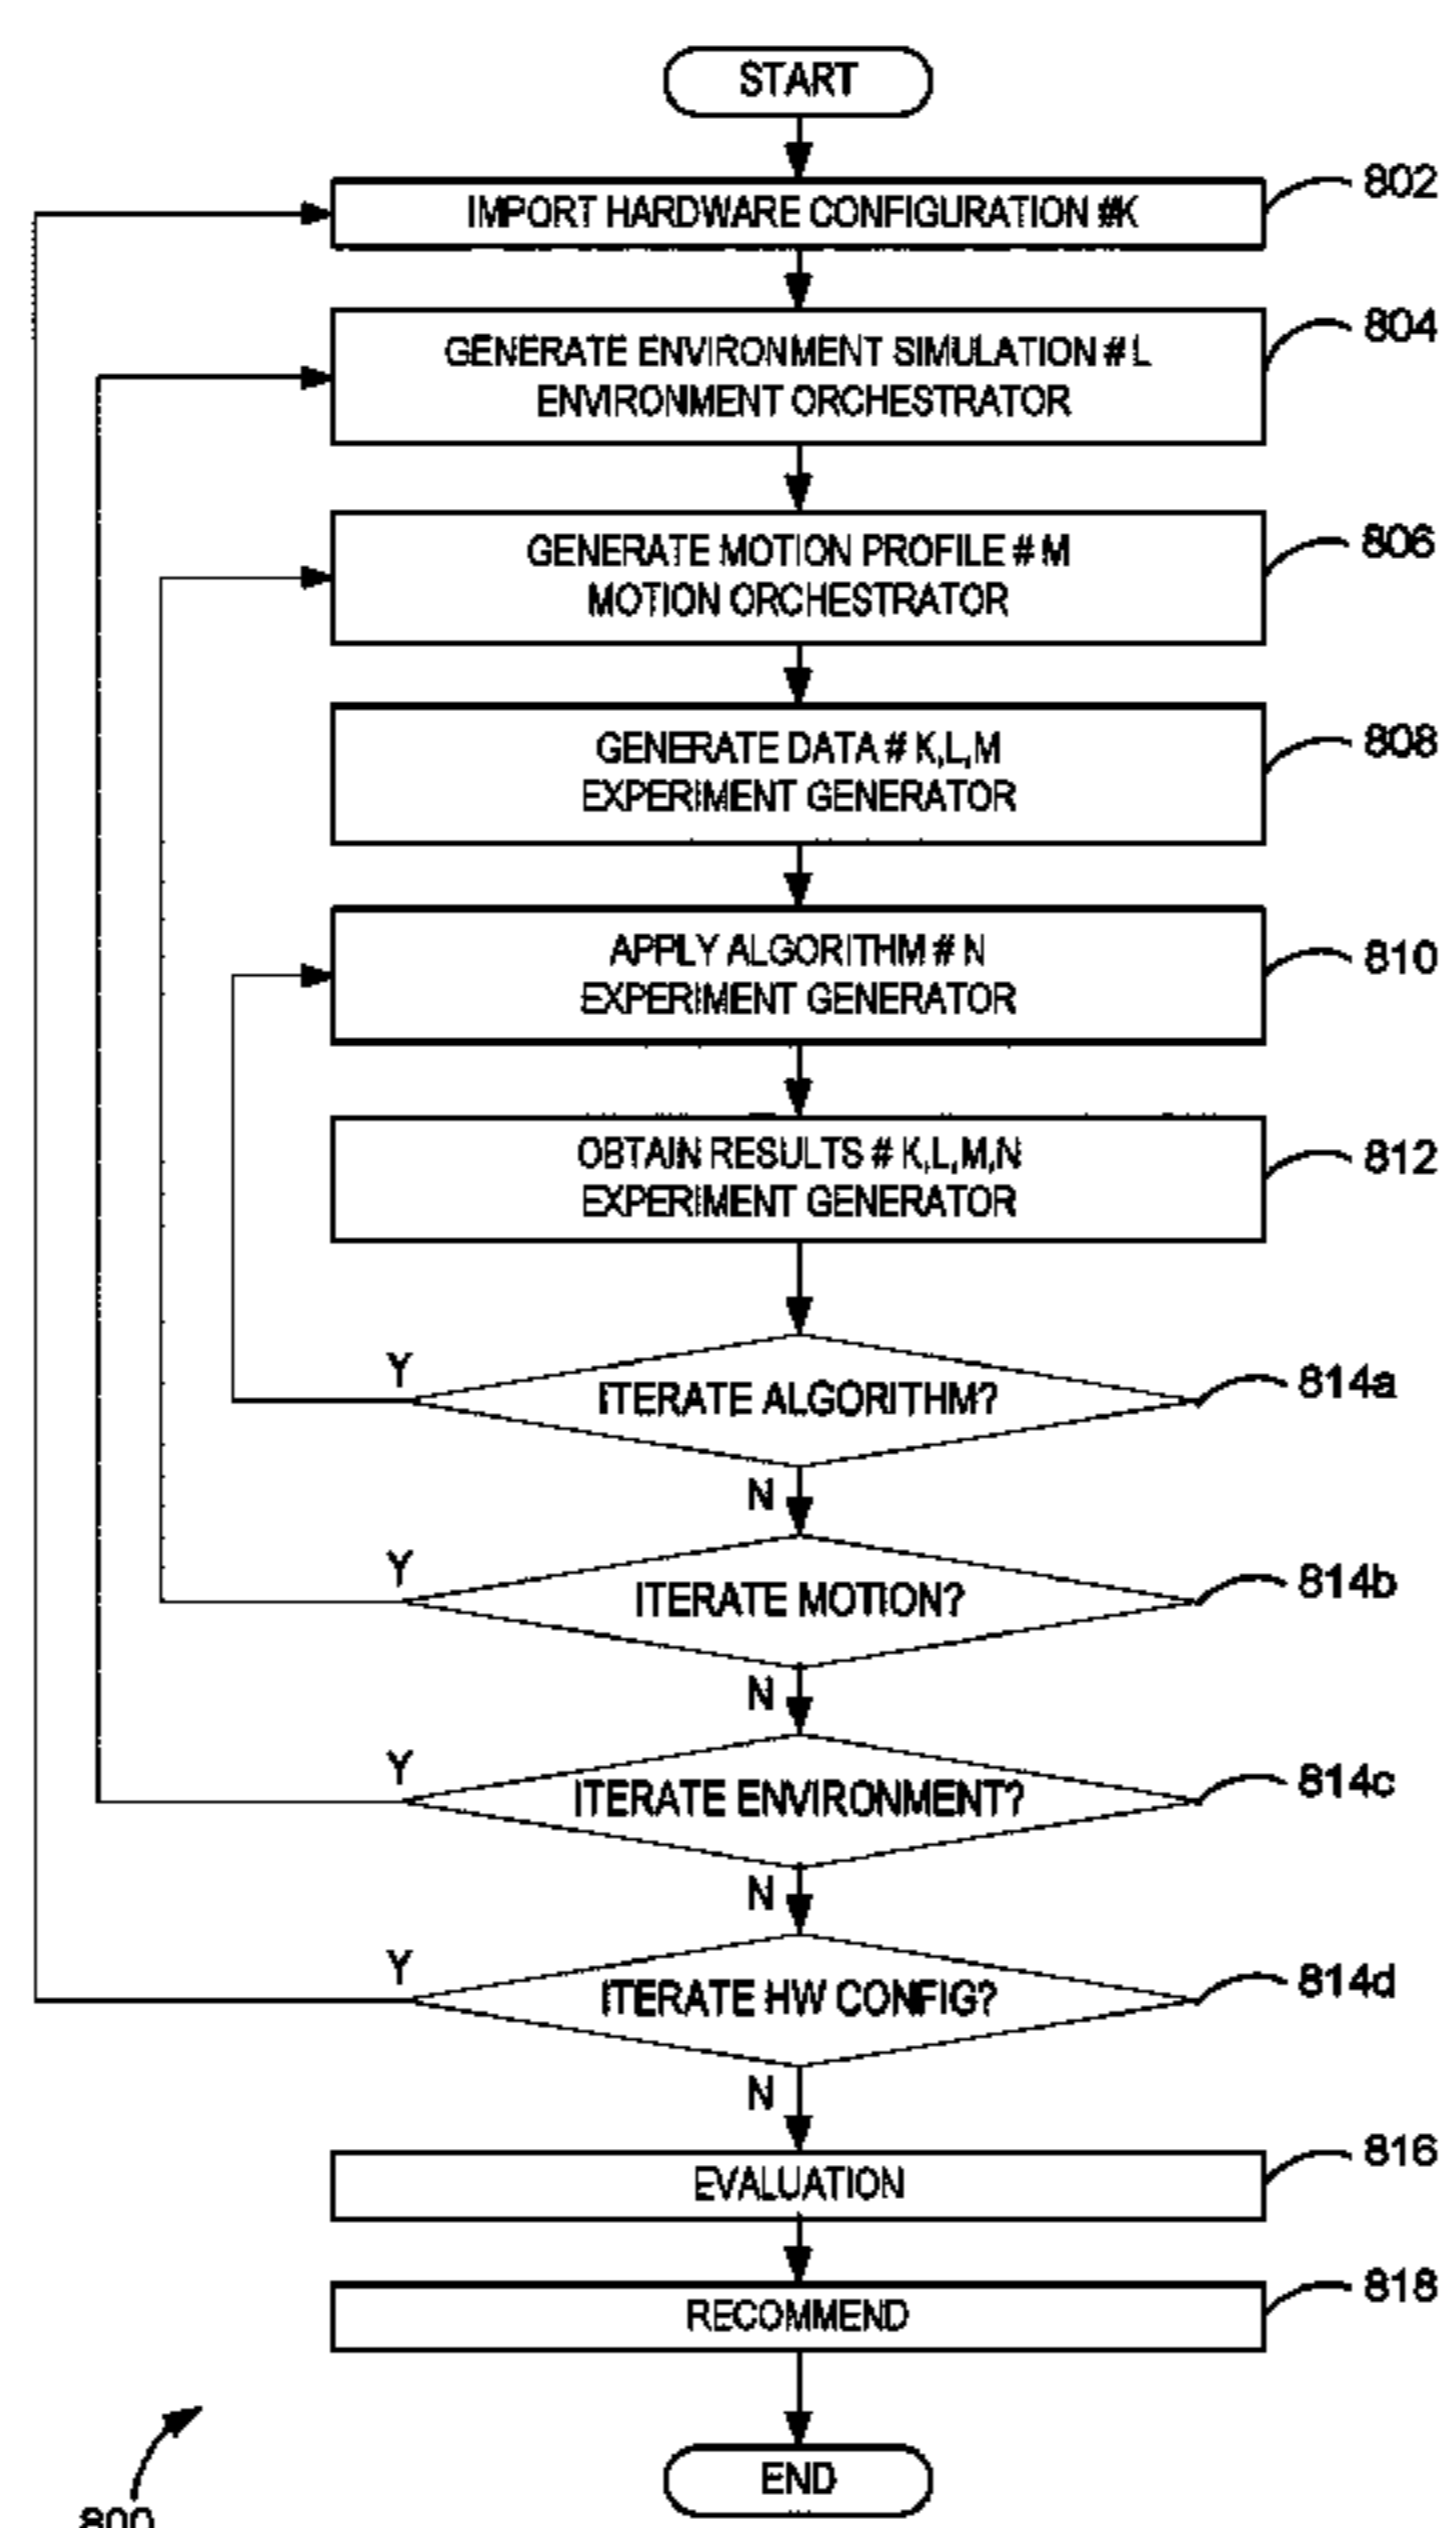 START
IMPORT HARDWARE CONFIGURATION #K
802
GENERATE ENVIRONMENT SIMULATION # L
ENVIRONMENT ORCHESTRATOR
804
GENERATE MOTION PROFILE # M
MOTION ORCHESTRATOR
806
GENERATE DATA # K,L,M
EXPERIMENT GENERATOR
808
APPLY ALGORITHM # N
EXPERIMENT GENERATOR
810
OBTAIN RESULTS # K,L,M,N
EXPERIMENT GENERATOR
812
Y
ITERATE ALGORITHM?
814a
N
Y
ITERATE MOTION?
814b
N
Y
ITERATE ENVIRONMENT?
814c
N
Y
ITERATE HW CONFIG?
814d
N
EVALUATION
816
RECOMMEND
818
END
800